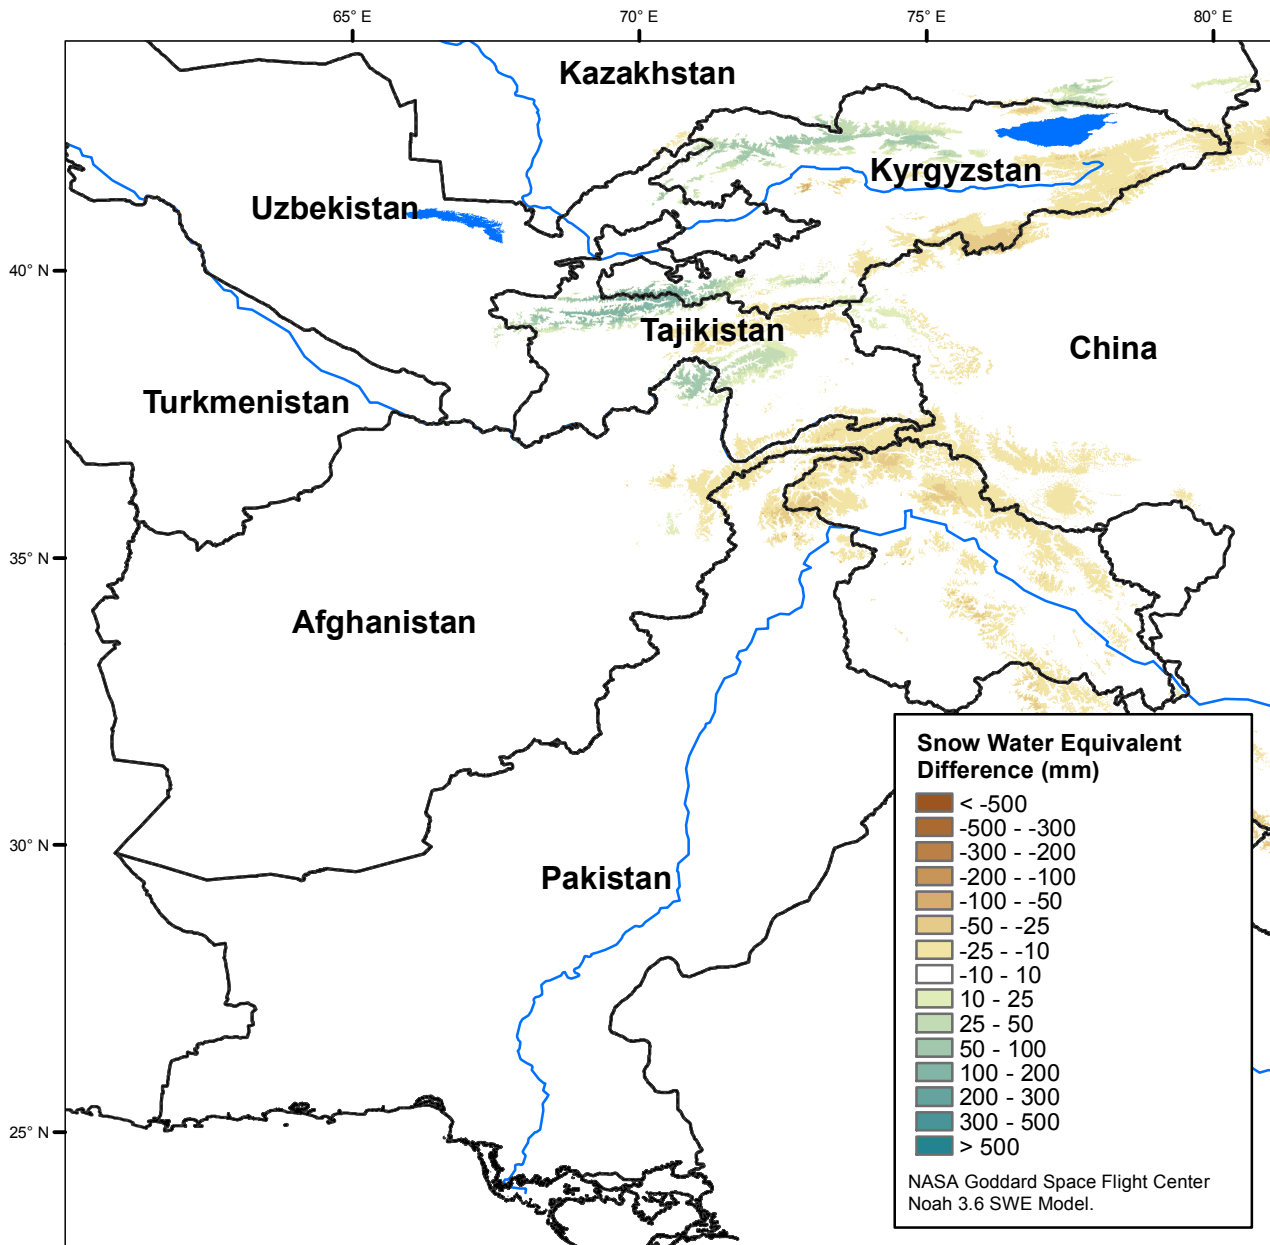 65° E
70° E
75° E
80° E
Kazakhstan
Kyrgyzstan
Uzbekistan
40° N
Tajikistan
China
Turkmenistan
35° N
Afghanistan
Snow Water Equivalent
Difference (mm)
< -500
-500 - -300
-300 - -200
-200 - -100
-100 - -50
-50 - -25
-25 - -10
-10 - 10
10 - 25
25 - 50
50 - 100
100 - 200
200 - 300
300 - 500
> 500
NASA Goddard Space Flight Center
Noah 3.6 SWE Model.
30° N
Pakistan
25° N